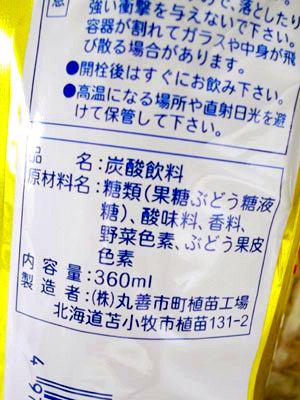 ので、落としたり
強い衝撃を与えないで下さい。
容器が割れてガラスや中身が飛
び散る場合があります。
●開栓後はすぐにお飲み下さい。
●高温になる場所や直射日光を避
けて保管して下さい。
品 名:炭酸飲料
原材料名:糖類(果糖ぶどう糖液
糖)、酸味料、香料、
野菜色素、ぶどう果皮
色素
内容量:360ml
製造者:(株)丸善市町植苗工場
北海道苫小牧市植苗131-2
4 97